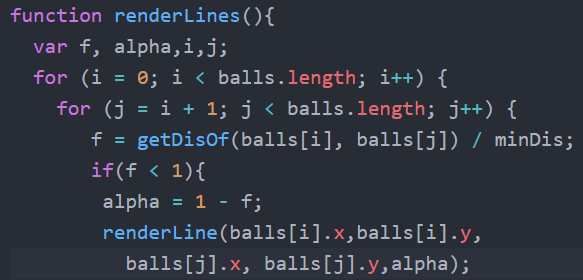 function renderLines(){
var f, alpha,i,j;
for (i = 0; i < balls.length; i++) {
for (j = i + 1; j < balls.length; j++) {
f = getDisOf(balls[i], balls[j]) / minDis;
if(f < 1){
alpha = 1 - f;
renderLine(balls[i].x,balls[i].y,
balls[j].x, balls[j].y,alpha);